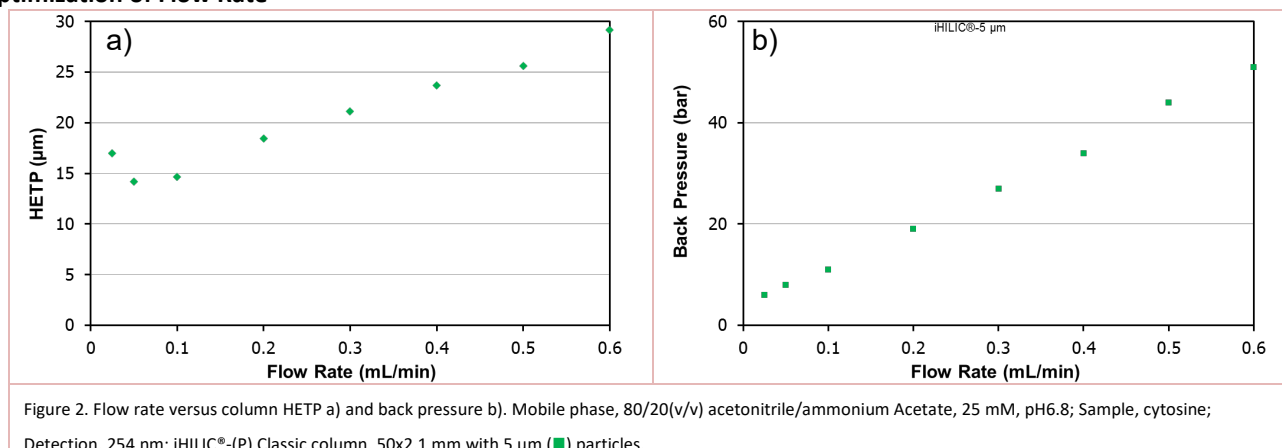 a)
30
25
20
15
10
5
0
HETP (µm)
0 0.1 0.2 0.3 0.4 0.5 0.6
Flow Rate (mL/min)
b)
iHILIC®-5 µm
60
40
20
0
Back Pressure (bar)
0 0.1 0.2 0.3 0.4 0.5 0.6
Flow Rate (mL/min)
Figure 2. Flow rate versus column HETP a) and back pressure b). Mobile phase, 80/20(v/v) acetonitrile/ammonium Acetate, 25 mM, pH6.8; Sample, cytosine;
Detection, 254 nm; iHILIC®-(P) Classic column, 50x2.1 mm with 5 µm (■) particles